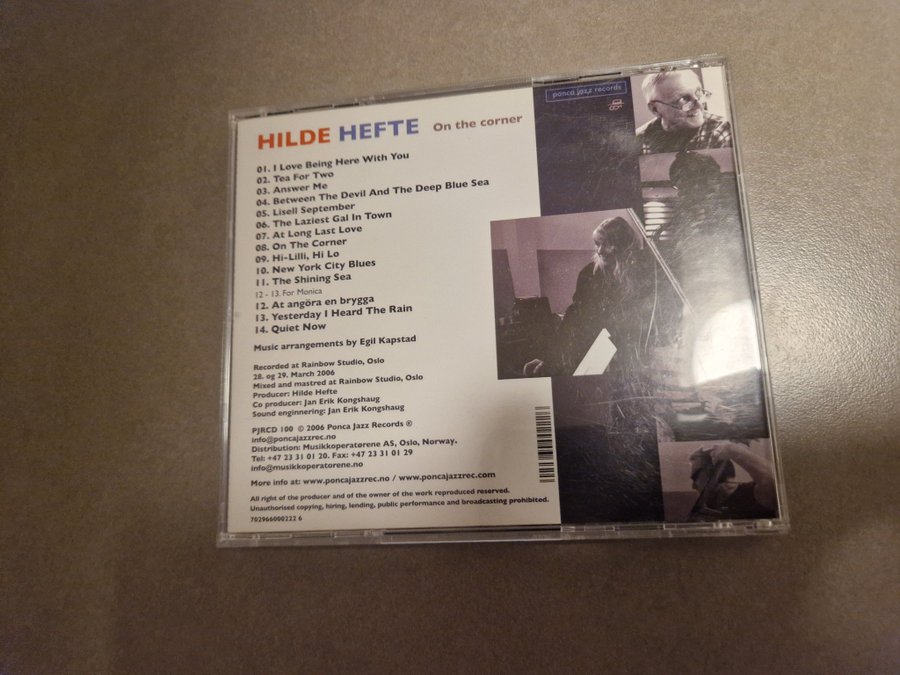 HILDE HEFTE On the corner
01. I Love Being Here With You
02. Tea For Two
03. Answer Me
04. Between The Devil And The Deep Blue Sea
05. Lisell September
06. The Laziest Gal In Town
07. At Long Last Love
08. On The Corner
09. Hi-Lilli, Hi Lo
10. New York City Blues
11. The Shining Sea
12 - 13. For Monica
12. At angöra en brygga
13. Yesterday I Heard The Rain
14. Quiet Now
Music arrangements by Egil Kapstad
Recorded at Rainbow Studio, Oslo
28. og 29. March 2006
Mixed and mastred at Rainbow Studio, Oslo
Producer: Hilde Hefte
Co producer: Jan Erik Kongshaug
Sound enginnering: Jan Erik Kongshaug
PJRCD 100 © 2006 Ponca Jazz Records ®
info@poncajazzrec.no
Distribution: Musikkoperatørene AS, Oslo, Norway.
Tel: +47 23 31 01 20. Fax: +47 23 31 01 29
info@musikkoperatorene.no
More info at: www.poncajazzrec.no / www.poncajazzrec.com
All right of the producer and of the owner of the work reproduced reserved.
Unauthorised copying, hiring, lending, public performance and broadcasting prohibited.
702966000222 6
ponca jazz records